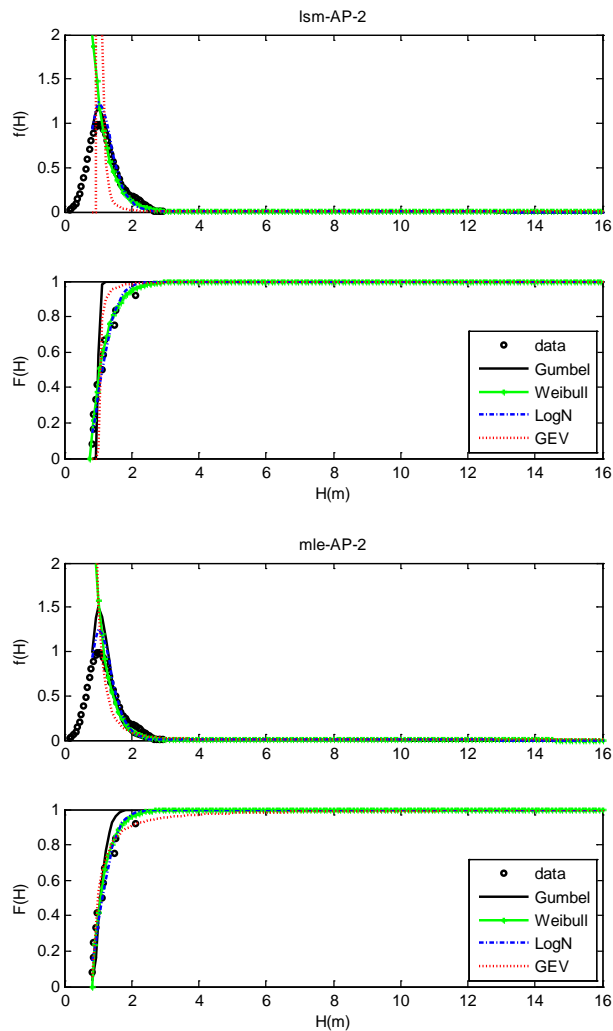 lsm-AP-2
2
1.5
1
0.5
0
f(H)
0 2 4 6 8 10 12 14 16
1
0.8
0.6
0.4
0.2
0
F(H)
data
Gumbel
Weibull
LogN
GEV
0 2 4 6 8 10 12 14 16
H(m)
mle-AP-2
2
1.5
1
0.5
0
f(H)
0 2 4 6 8 10 12 14 16
1
0.8
0.6
0.4
0.2
0
F(H)
data
Gumbel
Weibull
LogN
GEV
0 2 4 6 8 10 12 14 16
H(m)